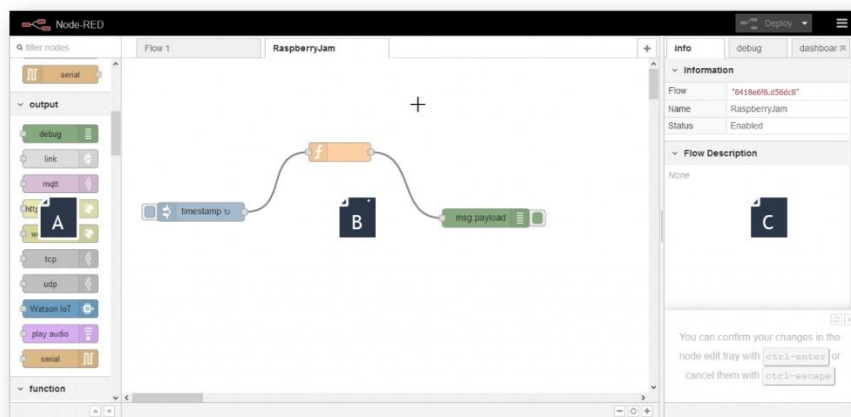 Node-RED
Deploy
filter nodes
Flow 1
RaspberryJam
info
debug
dashboar
serial
output
debug
link
mqtt
http
w
tcp
udp
Watson IoT
play audio
serial
function
timestamp ↻
f
msg.payload
A
B
C
Information
Flow
"6418e6f6.d56dc8"
Name
RaspberryJam
Status
Enabled
Flow Description
None
You can confirm your changes in the
node edit tray with ctrl-enter or
cancel them with ctrl-escape